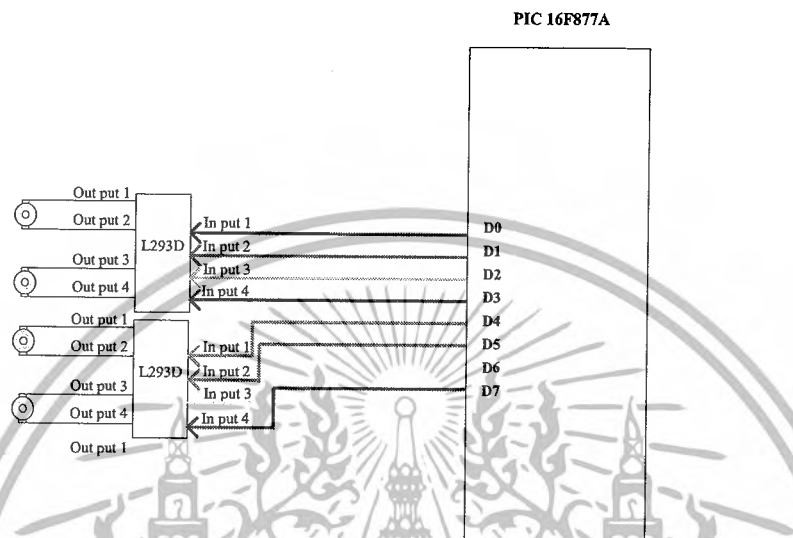 PIC 16F877A
Out put 1
Out put 2
Out put 3
Out put 4
L293D
In put 1
In put 2
In put 3
In put 4
D0
D1
D2
D3
D4
D5
D6
D7
Out put 1
Out put 2
Out put 3
Out put 4
Out put 1
L293D
In put 1
In put 2
In put 3
In put 4